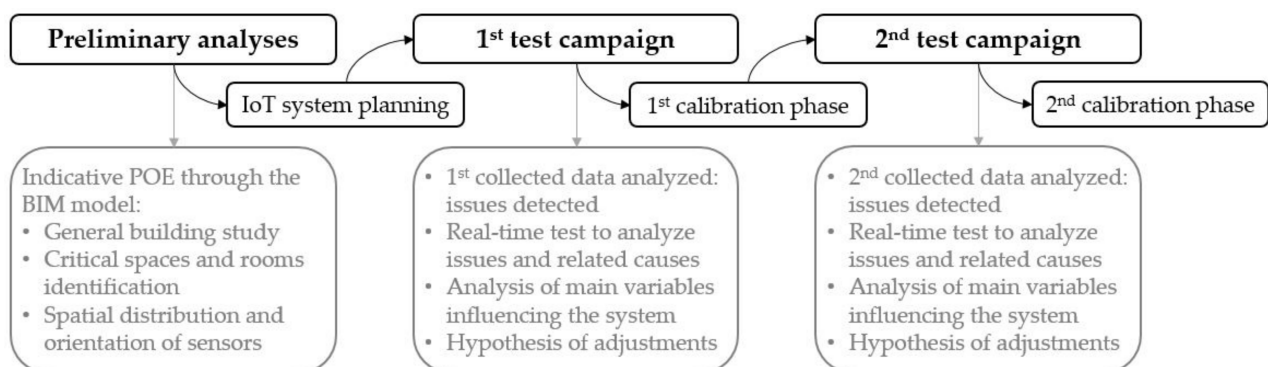 Preliminary analyses
IoT system planning
1st test campaign
1st calibration phase
2nd test campaign
2nd calibration phase
Indicative POE through the
BIM model:
• General building study
• Critical spaces and rooms
identification
• Spatial distribution and
orientation of sensors
• 1st collected data analyzed:
issues detected
• Real-time test to analyze
issues and related causes
• Analysis of main variables
influencing the system
• Hypothesis of adjustments
• 2nd collected data analyzed:
issues detected
• Real-time test to analyze
issues and related causes
• Analysis of main variables
influencing the system
• Hypothesis of adjustments